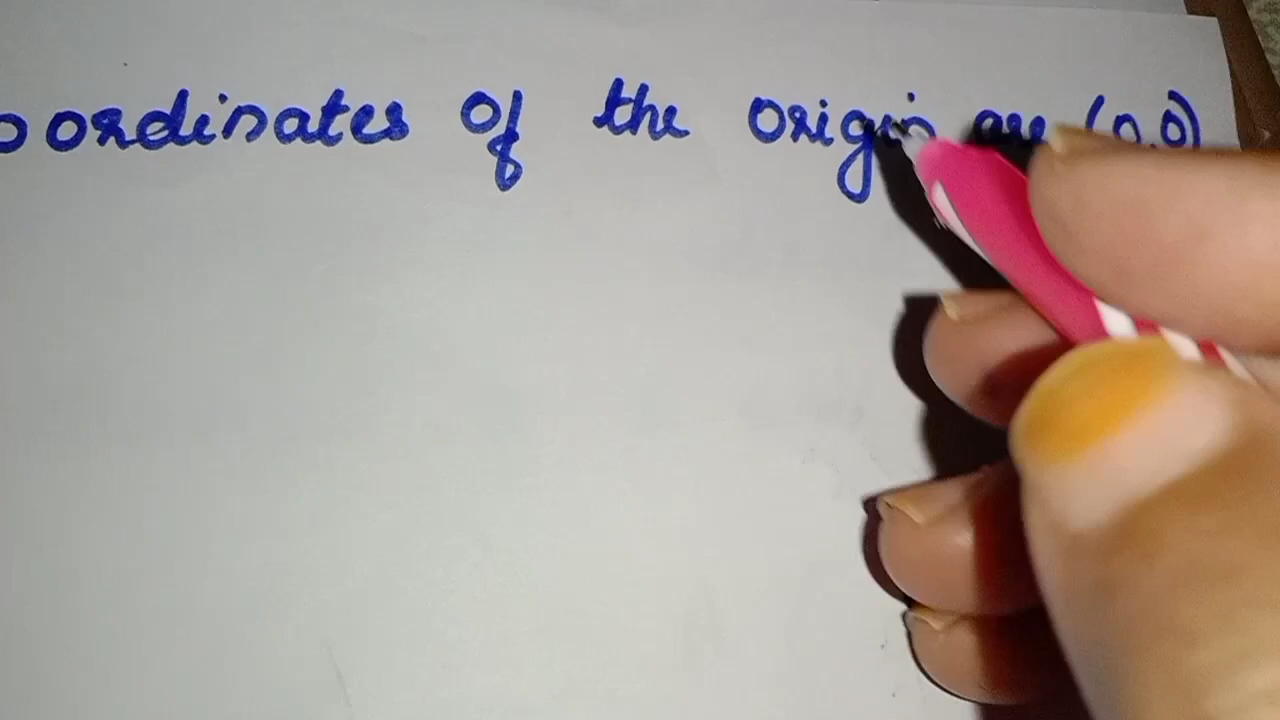 oordinates of the origin are (0,0)